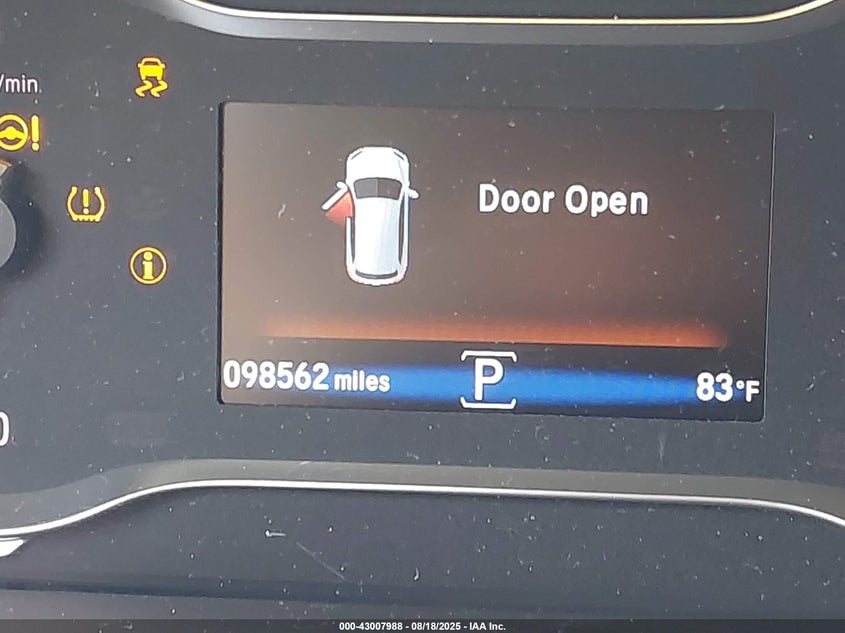 /min
Door Open
098562 miles
P
83°F
0
000-43007988 - 08/18/2025 - IAA Inc.